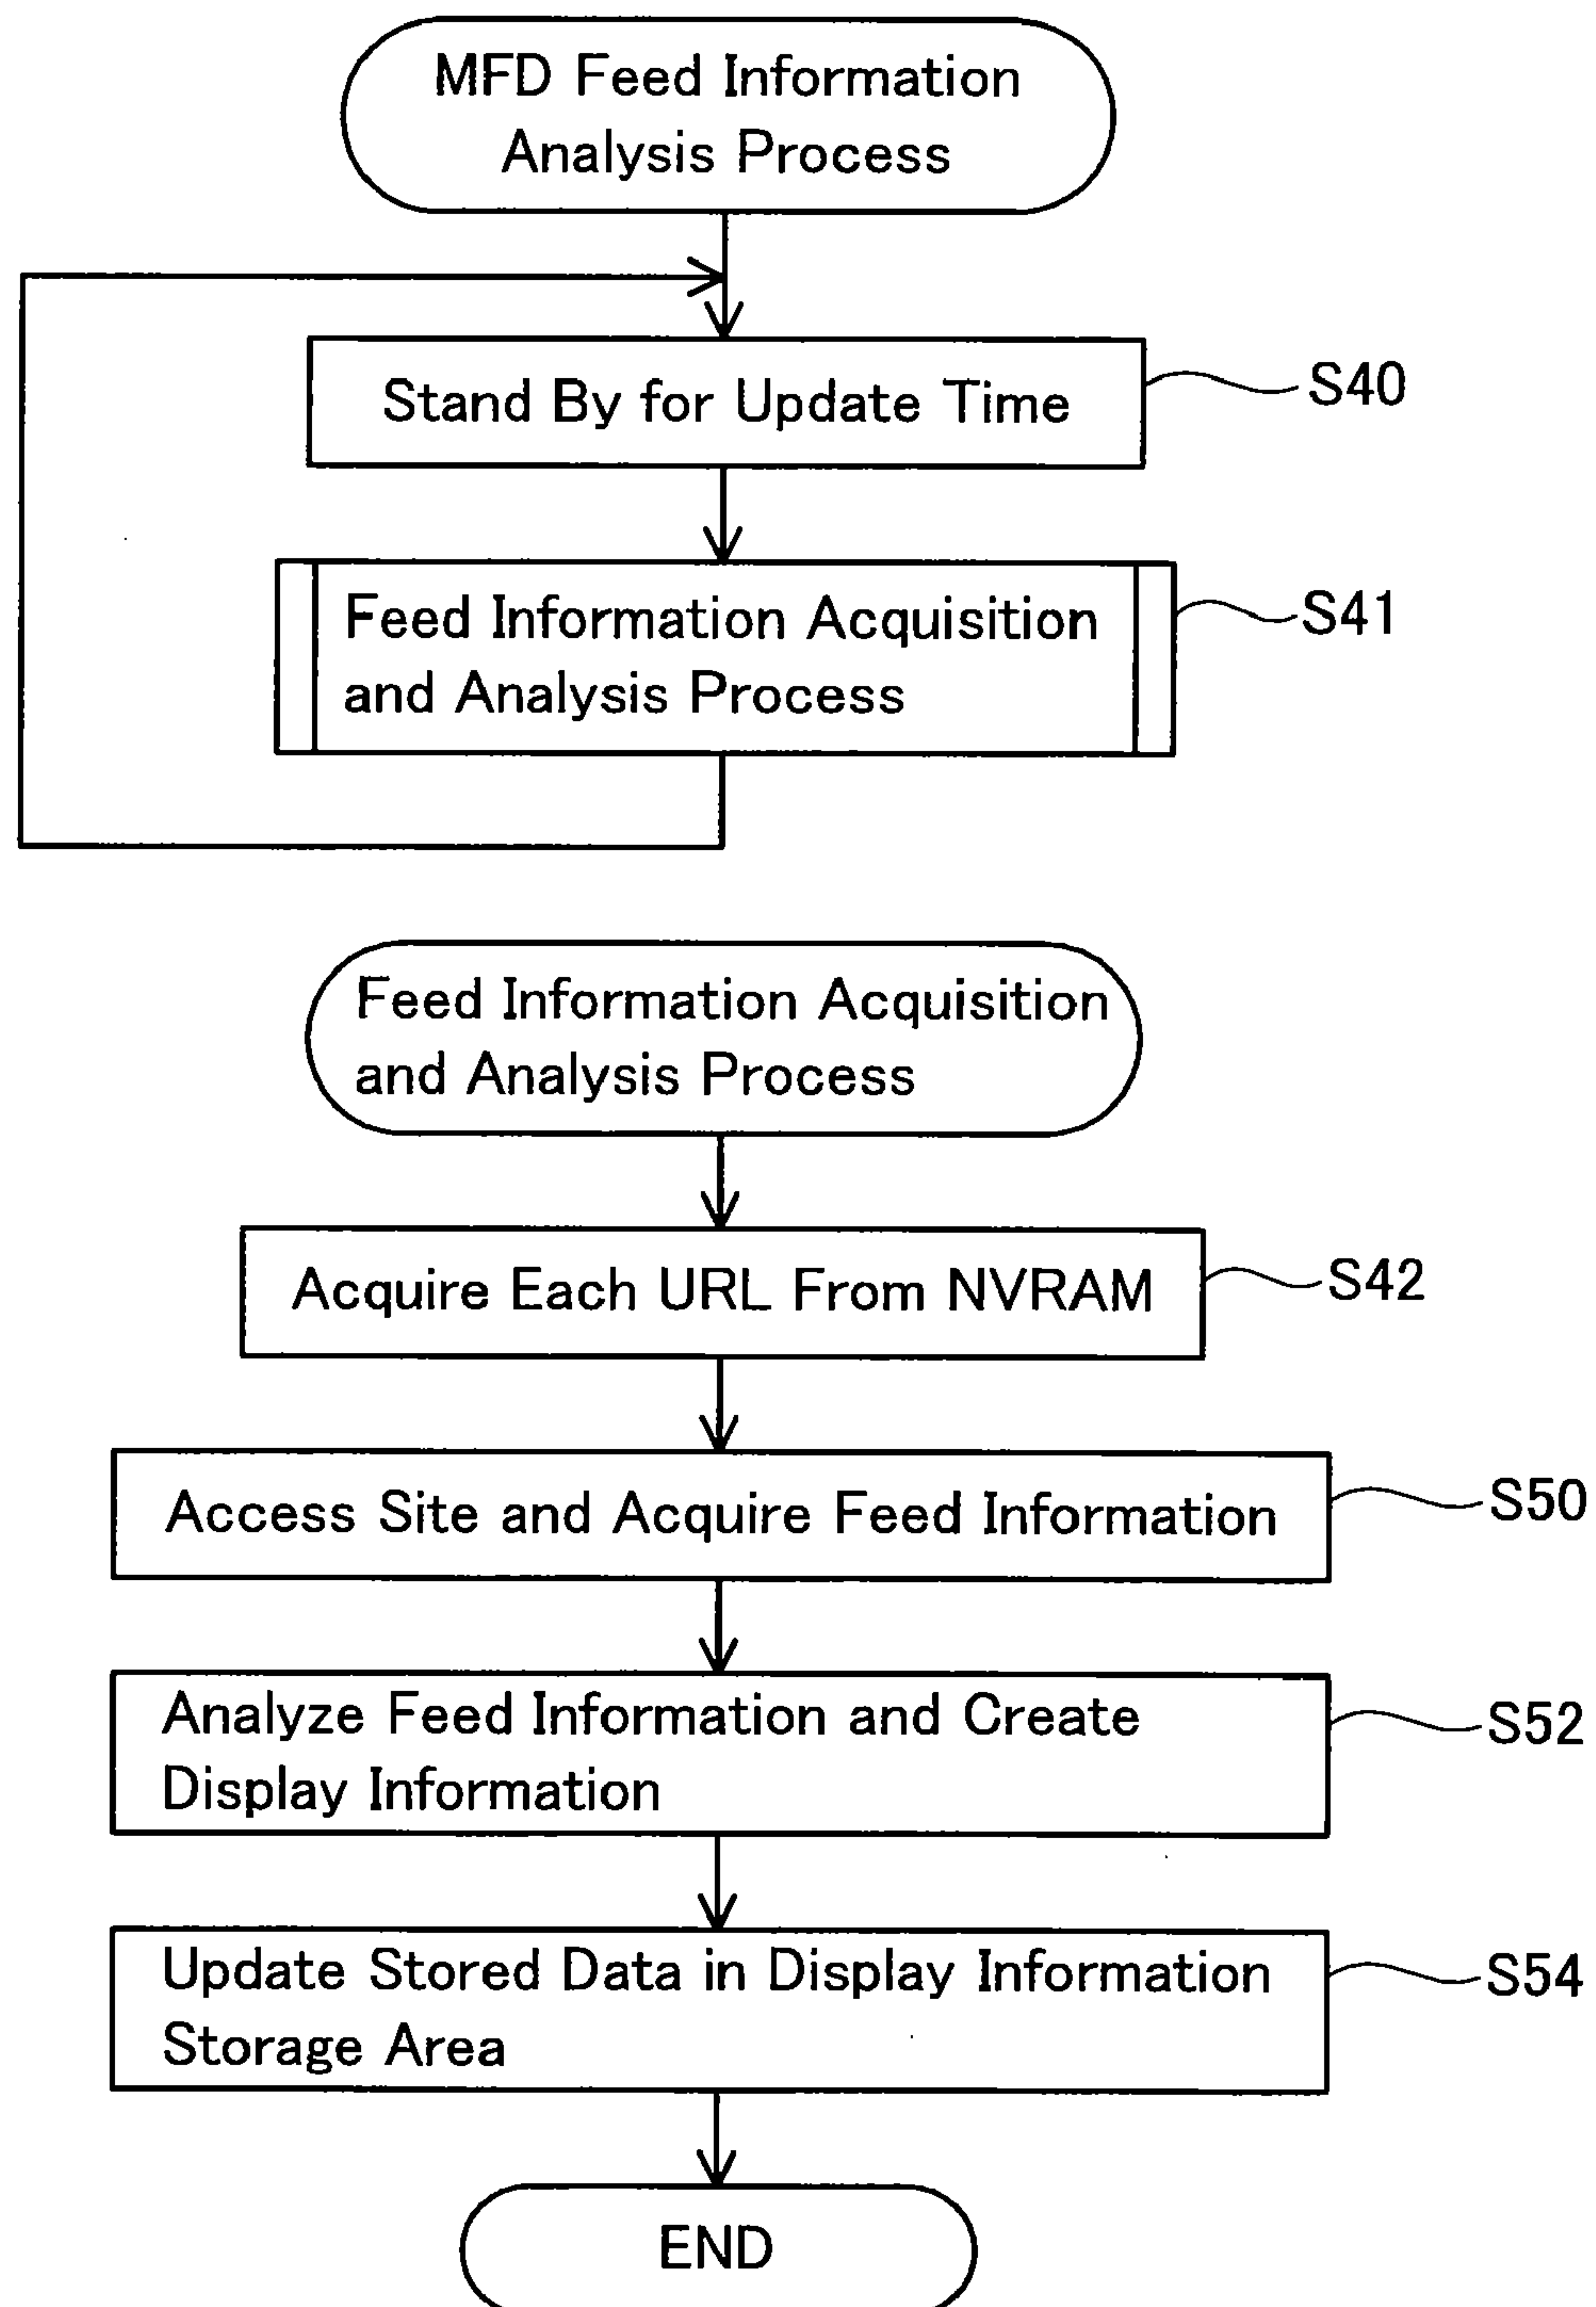 MFD Feed Information
Analysis Process
Stand By for Update Time
S40
Feed Information Acquisition
and Analysis Process
S41
Feed Information Acquisition
and Analysis Process
Acquire Each URL From NVRAM
S42
Access Site and Acquire Feed Information
S50
Analyze Feed Information and Create
Display Information
S52
Update Stored Data in Display Information
Storage Area
S54
END